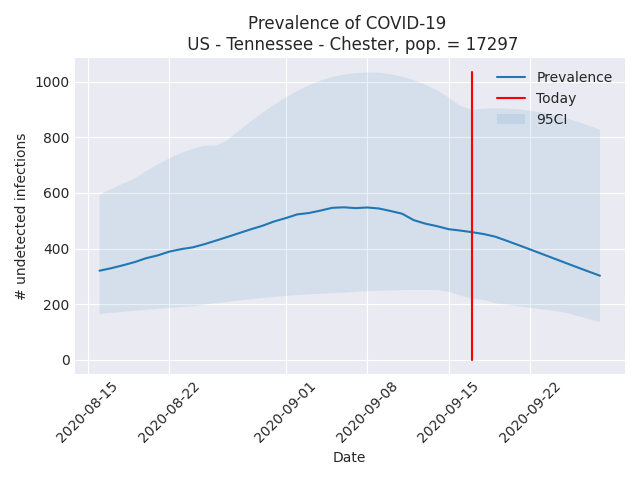 Prevalence of COVID-19
US - Tennessee - Chester, pop. = 17297
Prevalence
Today
95CI
# undetected infections
1000
800
600
400
200
0
2020-08-15
2020-08-22
2020-09-01
2020-09-08
2020-09-15
2020-09-22
Date